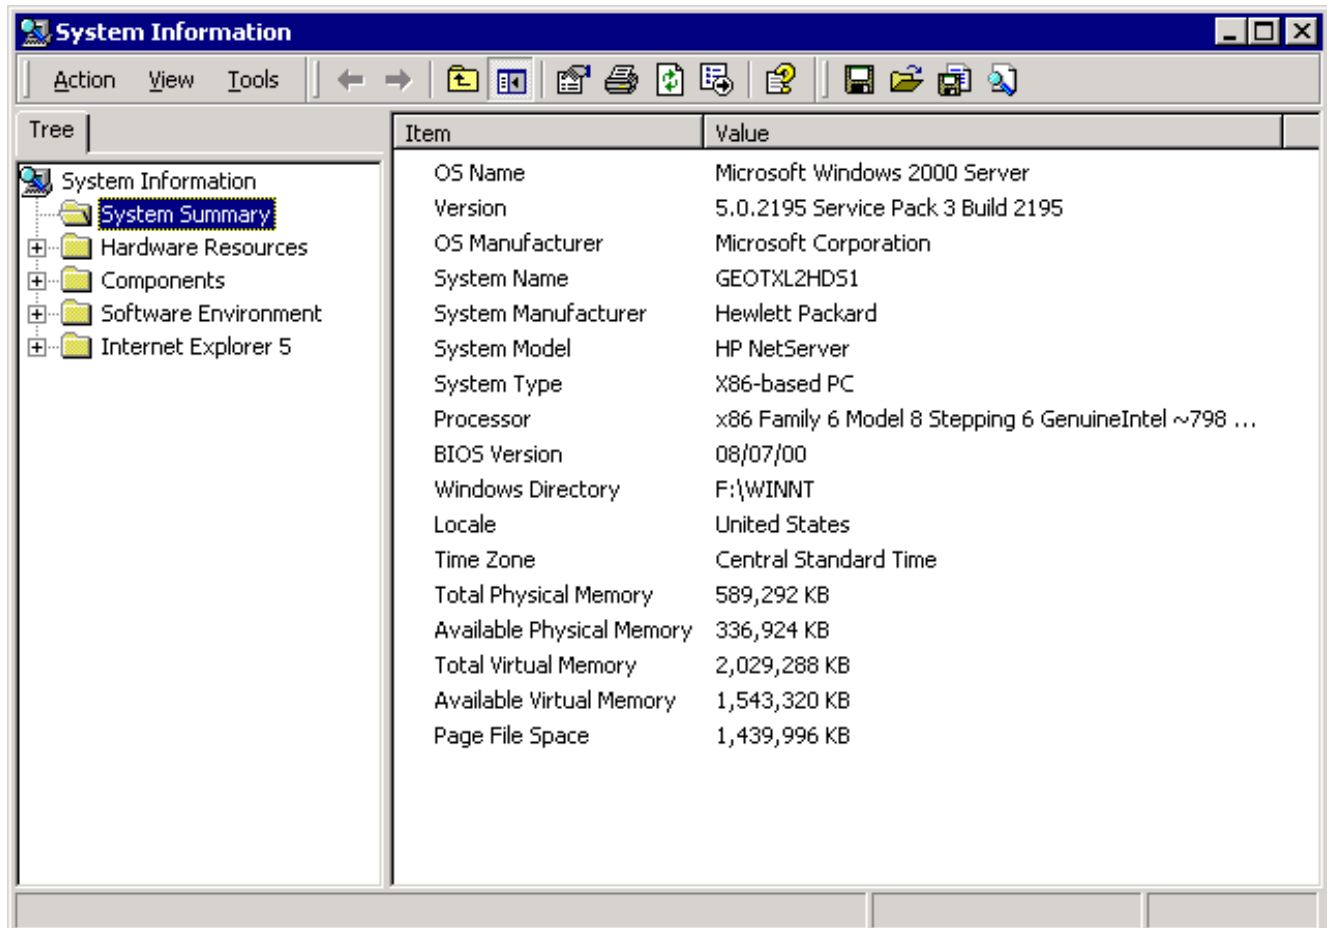 System Information
Action View Tools
Tree
Item Value
System Information
System Summary
Hardware Resources
Components
Software Environment
Internet Explorer 5
OS Name Microsoft Windows 2000 Server
Version 5.0.2195 Service Pack 3 Build 2195
OS Manufacturer Microsoft Corporation
System Name GEOTXL2HDS1
System Manufacturer Hewlett Packard
System Model HP NetServer
System Type X86-based PC
Processor x86 Family 6 Model 8 Stepping 6 GenuineIntel ~798 ...
BIOS Version 08/07/00
Windows Directory F:\WINNT
Locale United States
Time Zone Central Standard Time
Total Physical Memory 589,292 KB
Available Physical Memory 336,924 KB
Total Virtual Memory 2,029,288 KB
Available Virtual Memory 1,543,320 KB
Page File Space 1,439,996 KB